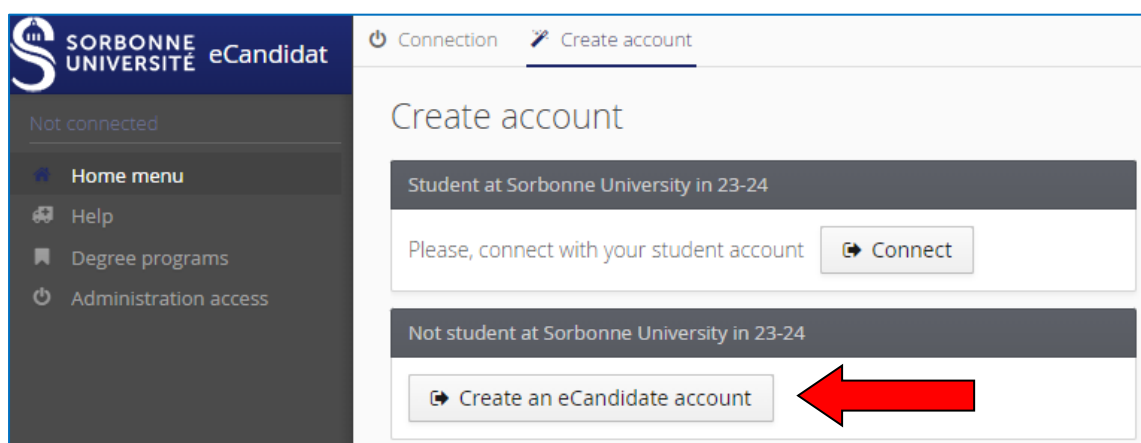 SORBONNE
UNIVERSITÉ
eCandidat
Connection
Create account
Not connected
Home menu
Help
Degree programs
Administration access
Create account
Student at Sorbonne University in 23-24
Please, connect with your student account
Connect
Not student at Sorbonne University in 23-24
Create an eCandidate account